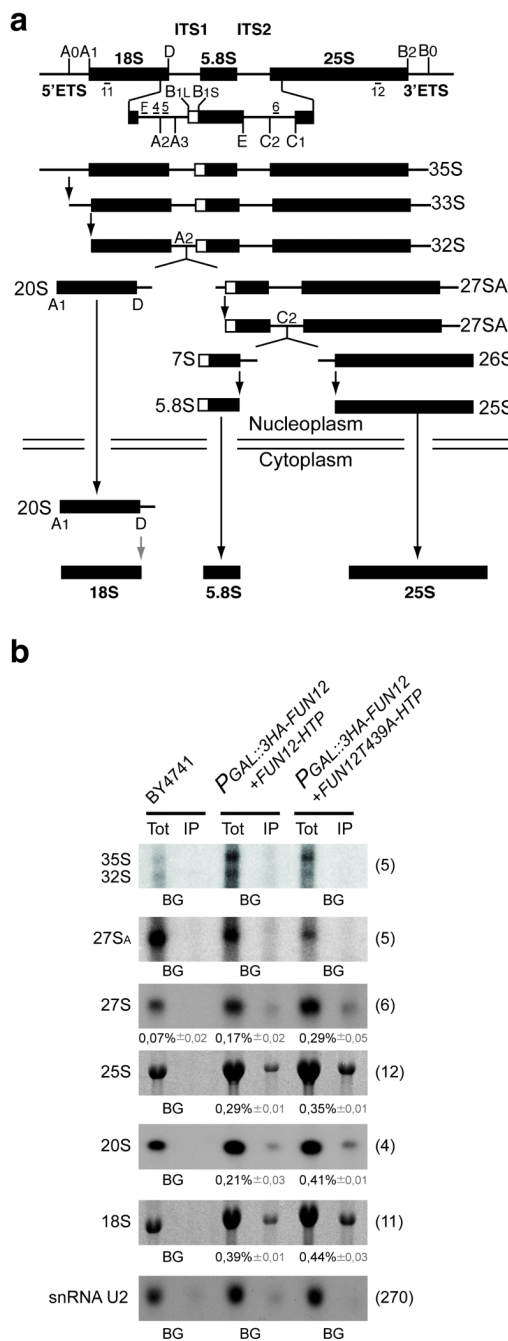 a
ITS1 ITS2
A0 A1 18S D 5.8S 25S B2 B0
5'ETS 11 12 3'ETS
F 4 5 B1L B1S 6
A2 A3 E C2 C1
35S
33S
32S
A2
20S 27SA
A1 D
C2 27SA
7S 26S
5.8S 25S
Nucleoplasm
Cytoplasm
20S
A1 D
18S 5.8S 25S
b
BY4741
PGAL::3HA-FUN12
+FUN12-HTP
PGAL::3HA-FUN12
+FUN12T439A-HTP
Tot IP Tot IP Tot IP
35S (5)
32S
BG BG BG
27SA (5)
BG BG BG
27S (6)
0,07%±0,02 0,17%±0,02 0,29%±0,05
25S (12)
BG 0,29%±0,01 0,35%±0,01
20S (4)
BG 0,21%±0,03 0,41%±0,01
18S (11)
BG 0,39%±0,01 0,44%±0,03
snRNA U2 (270)
BG BG BG